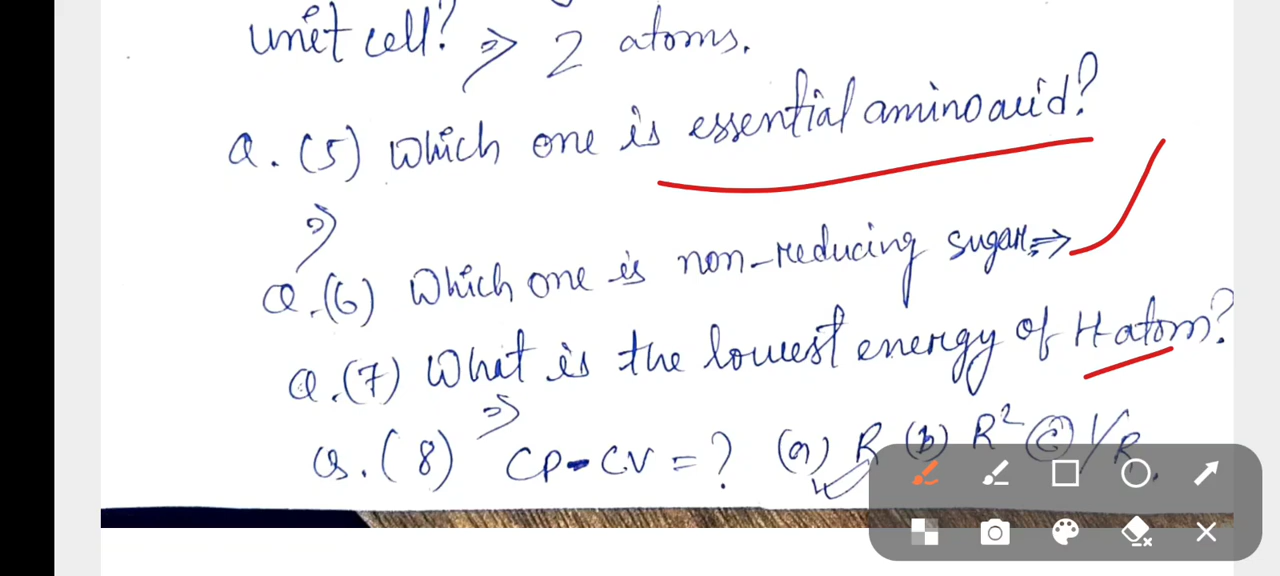 unit cell? ⇒ 2 atoms.
Q. (5) Which one is essential amino acid?
⇒
Q. (6) Which one is non-reducing sugar. ⇒
Q. (7) What is the lowest energy of H-atom?
⇒
Q. (8) CP-CV = ? (a) R (b) R² (c) 1/R.